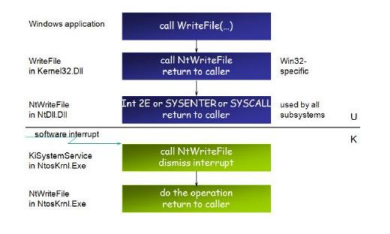 Windows application
call WriteFile(...)
WriteFile
in Kernel32.Dll
call NtWriteFile
return to caller
Win32-
specific
NtWriteFile
in NtDll.Dll
Int 2E or SYSENTER or SYSCALL
return to caller
used by all
subsystems
U
software interrupt
K
KiSystemService
in NtosKrnl.Exe
call NtWriteFile
dismiss interrupt
NtWriteFile
in NtosKrnl.Exe
do the operation
return to caller